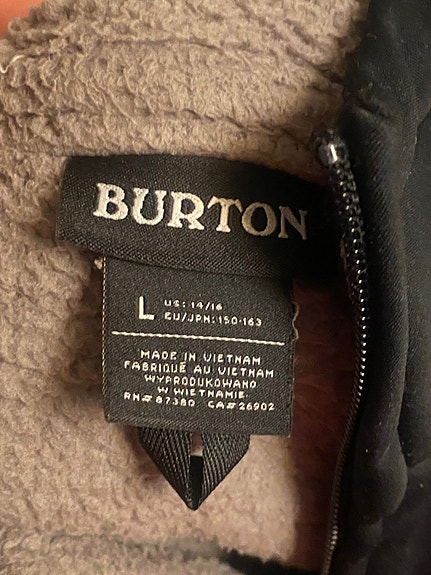 BURTON
L
US: 14/16
EU/JPN: 150-163
MADE IN VIETNAM
FABRIQUÉ AU VIETNAM
WYPRODUKOWANO
W WIETNAMIE
RN# 87380 CA# 26902